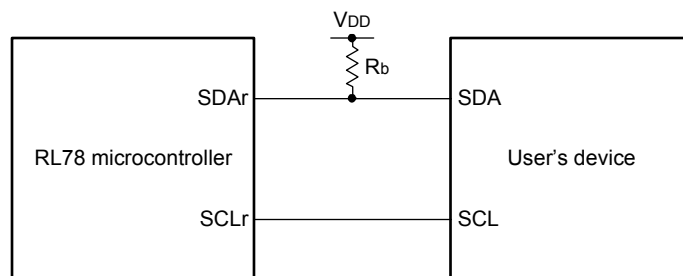 VDD
Rb
SDAr
SDA
RL78 microcontroller
User's device
SCLr
SCL